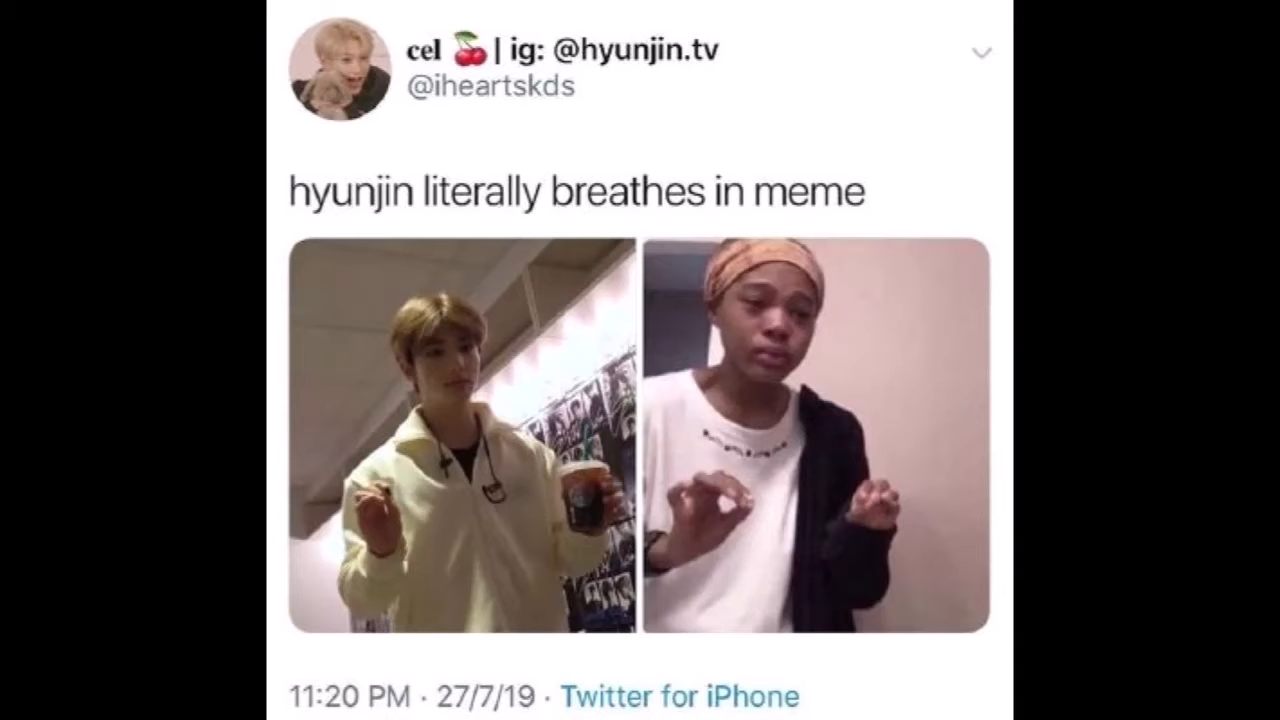 cel 🍒 | ig: @hyunjin.tv
@iheartskds
hyunjin literally breathes in meme
11:20 PM · 27/7/19 · Twitter for iPhone